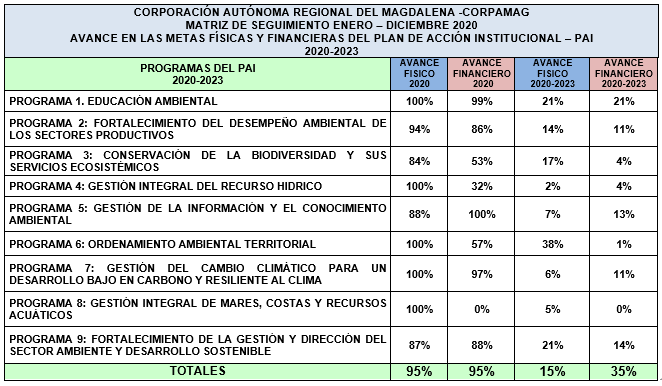 CORPORACIÓN AUTÓNOMA REGIONAL DEL MAGDALENA -CORPAMAG
MATRIZ DE SEGUIMIENTO ENERO – DICIEMBRE 2020
AVANCE EN LAS METAS FÍSICAS Y FINANCIERAS DEL PLAN DE ACCIÓN INSTITUCIONAL – PAI
2020-2023
PROGRAMAS DEL PAI
2020-2023
AVANCE
FISICO
2020
AVANCE
FINANCIERO
2020
AVANCE
FISICO
2020-2023
AVANCE
FINANCIERO
2020-2023
PROGRAMA 1. EDUCACIÓN AMBIENTAL 100% 99% 21% 21%
PROGRAMA 2: FORTALECIMIENTO DEL DESEMPEÑO AMBIENTAL DE
LOS SECTORES PRODUCTIVOS 94% 86% 14% 11%
PROGRAMA 3: CONSERVACIÓN DE LA BIODIVERSIDAD Y SUS
SERVICIOS ECOSISTÉMICOS 84% 53% 17% 4%
PROGRAMA 4: GESTIÓN INTEGRAL DEL RECURSO HIDRICO 100% 32% 2% 4%
PROGRAMA 5: GESTIÓN DE LA INFORMACIÓN Y EL CONOCIMIENTO
AMBIENTAL 88% 100% 7% 13%
PROGRAMA 6: ORDENAMIENTO AMBIENTAL TERRITORIAL 100% 57% 38% 1%
PROGRAMA 7: GESTIÓN DEL CAMBIO CLIMÁTICO PARA UN
DESARROLLO BAJO EN CARBONO Y RESILIENTE AL CLIMA 100% 97% 6% 11%
PROGRAMA 8: GESTIÓN INTEGRAL DE MARES, COSTAS Y RECURSOS
ACUÁTICOS 100% 0% 5% 0%
PROGRAMA 9: FORTALECIMIENTO DE LA GESTIÓN Y DIRECCIÓN DEL
SECTOR AMBIENTE Y DESARROLLO SOSTENIBLE 87% 88% 21% 14%
TOTALES 95% 95% 15% 35%